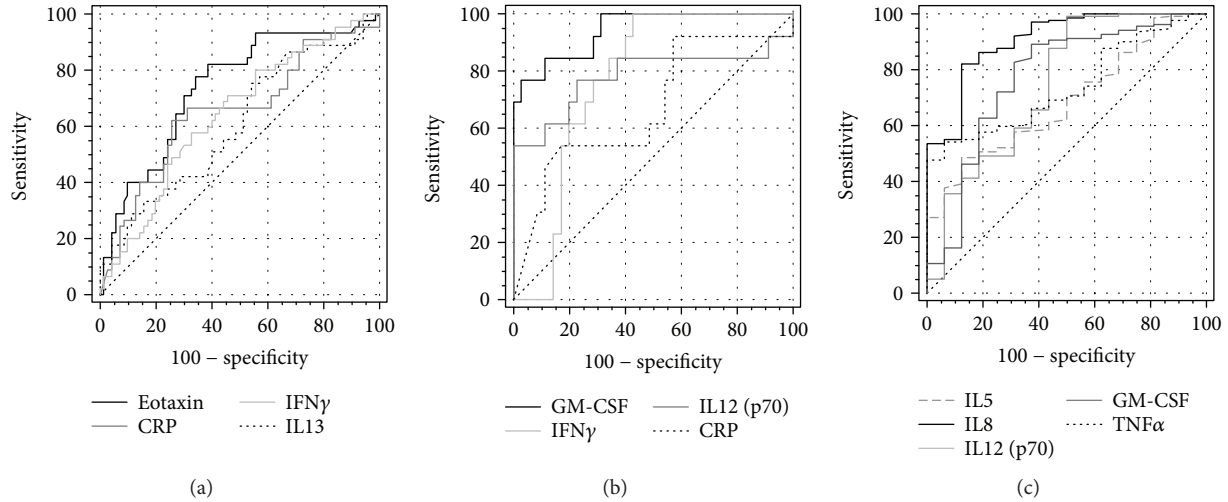 100
80
60
40
20
0
Sensitivity
0 20 40 60 80 100
100 − specificity
Eotaxin
CRP
IFNγ
IL13
(a)
100
80
60
40
20
0
Sensitivity
0 20 40 60 80 100
100 − specificity
GM-CSF
IFNγ
IL12 (p70)
CRP
(b)
100
80
60
40
20
0
Sensitivity
0 20 40 60 80 100
100 − specificity
IL5
IL8
IL12 (p70)
GM-CSF
TNFα
(c)